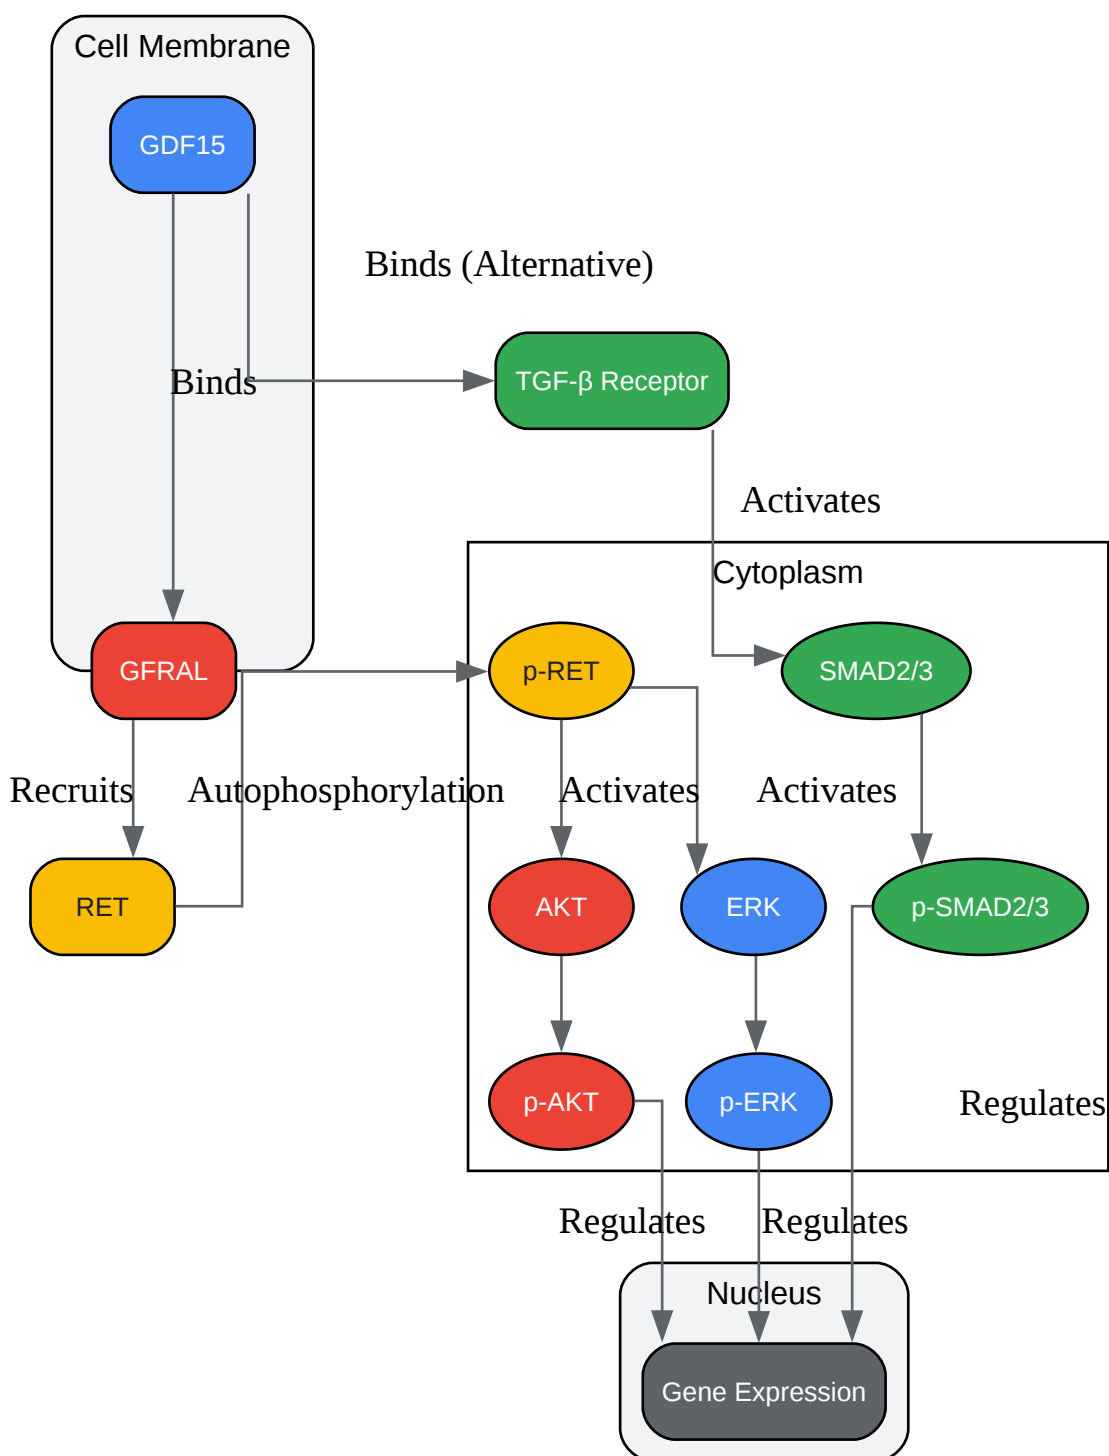 Cell Membrane
GDF15
Binds (Alternative)
Binds
TGF-β Receptor
Activates
Cytoplasm
GFRAL
p-RET
SMAD2/3
Recruits
Autophosphorylation
Activates
Activates
RET
AKT
ERK
p-SMAD2/3
p-AKT
p-ERK
Regulates
Regulates
Regulates
Nucleus
Gene Expression